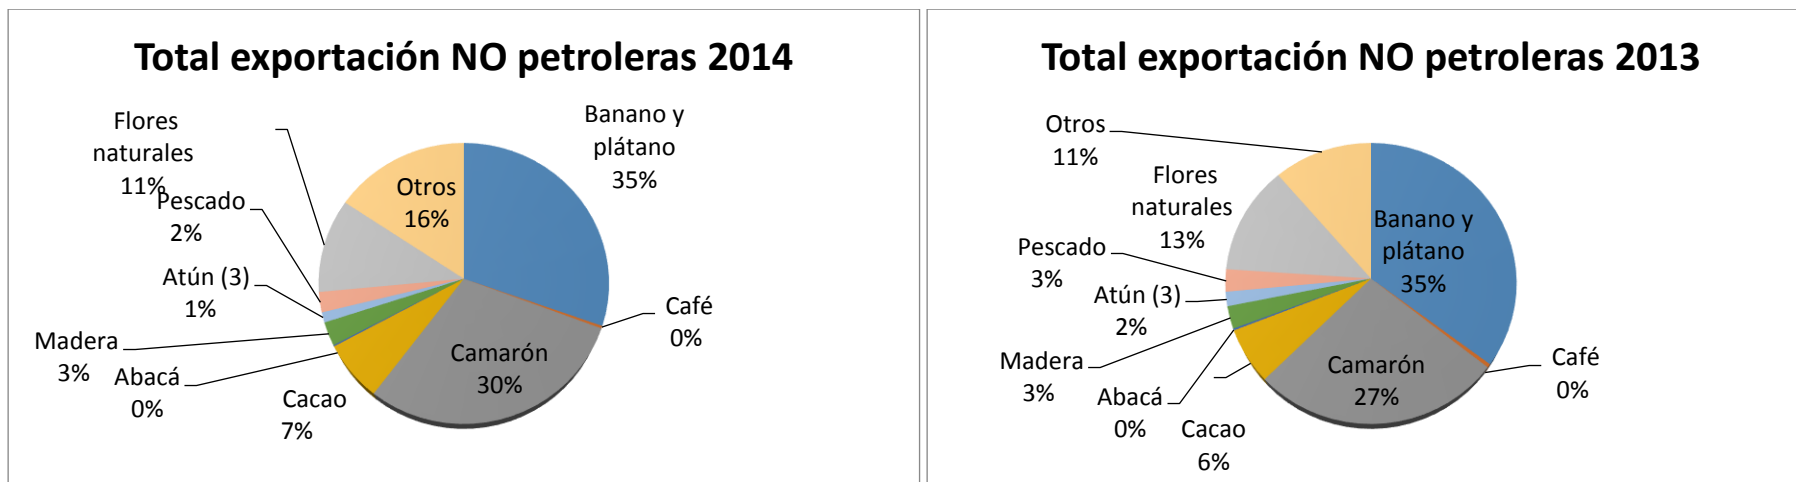 Total exportación NO petroleras 2014
Flores
naturales
11%
Banano y
plátano
35%
Otros
16%
Pescado
2%
Atún (3)
1%
Café
0%
Madera
3%
Camarón
30%
Abacá
0%
Cacao
7%
Total exportación NO petroleras 2013
Otros
11%
Flores
naturales
13%
Banano y
plátano
35%
Pescado
3%
Atún (3)
2%
Madera
3%
Camarón
27%
Café
0%
Abacá
0%
Cacao
6%